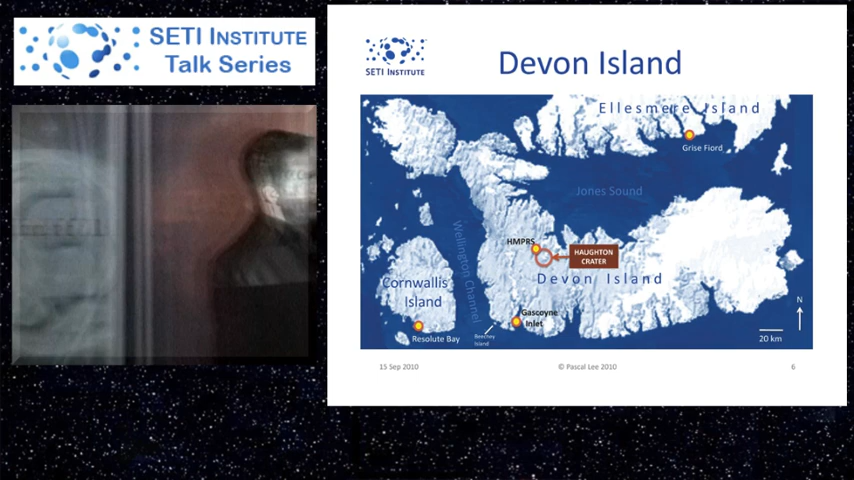 SETI INSTITUTE
Talk Series
SETI INSTITUTE
Devon Island
Ellesmere Island
Grise Fiord
Jones Sound
Wellington Channel
HMPRS
HAUGHTON
CRATER
Devon Island
Cornwallis
Island
Gascoyne
Inlet
Beechey
Island
Resolute Bay
N
20 km
15 Sep 2010
© Pascal Lee 2010
6